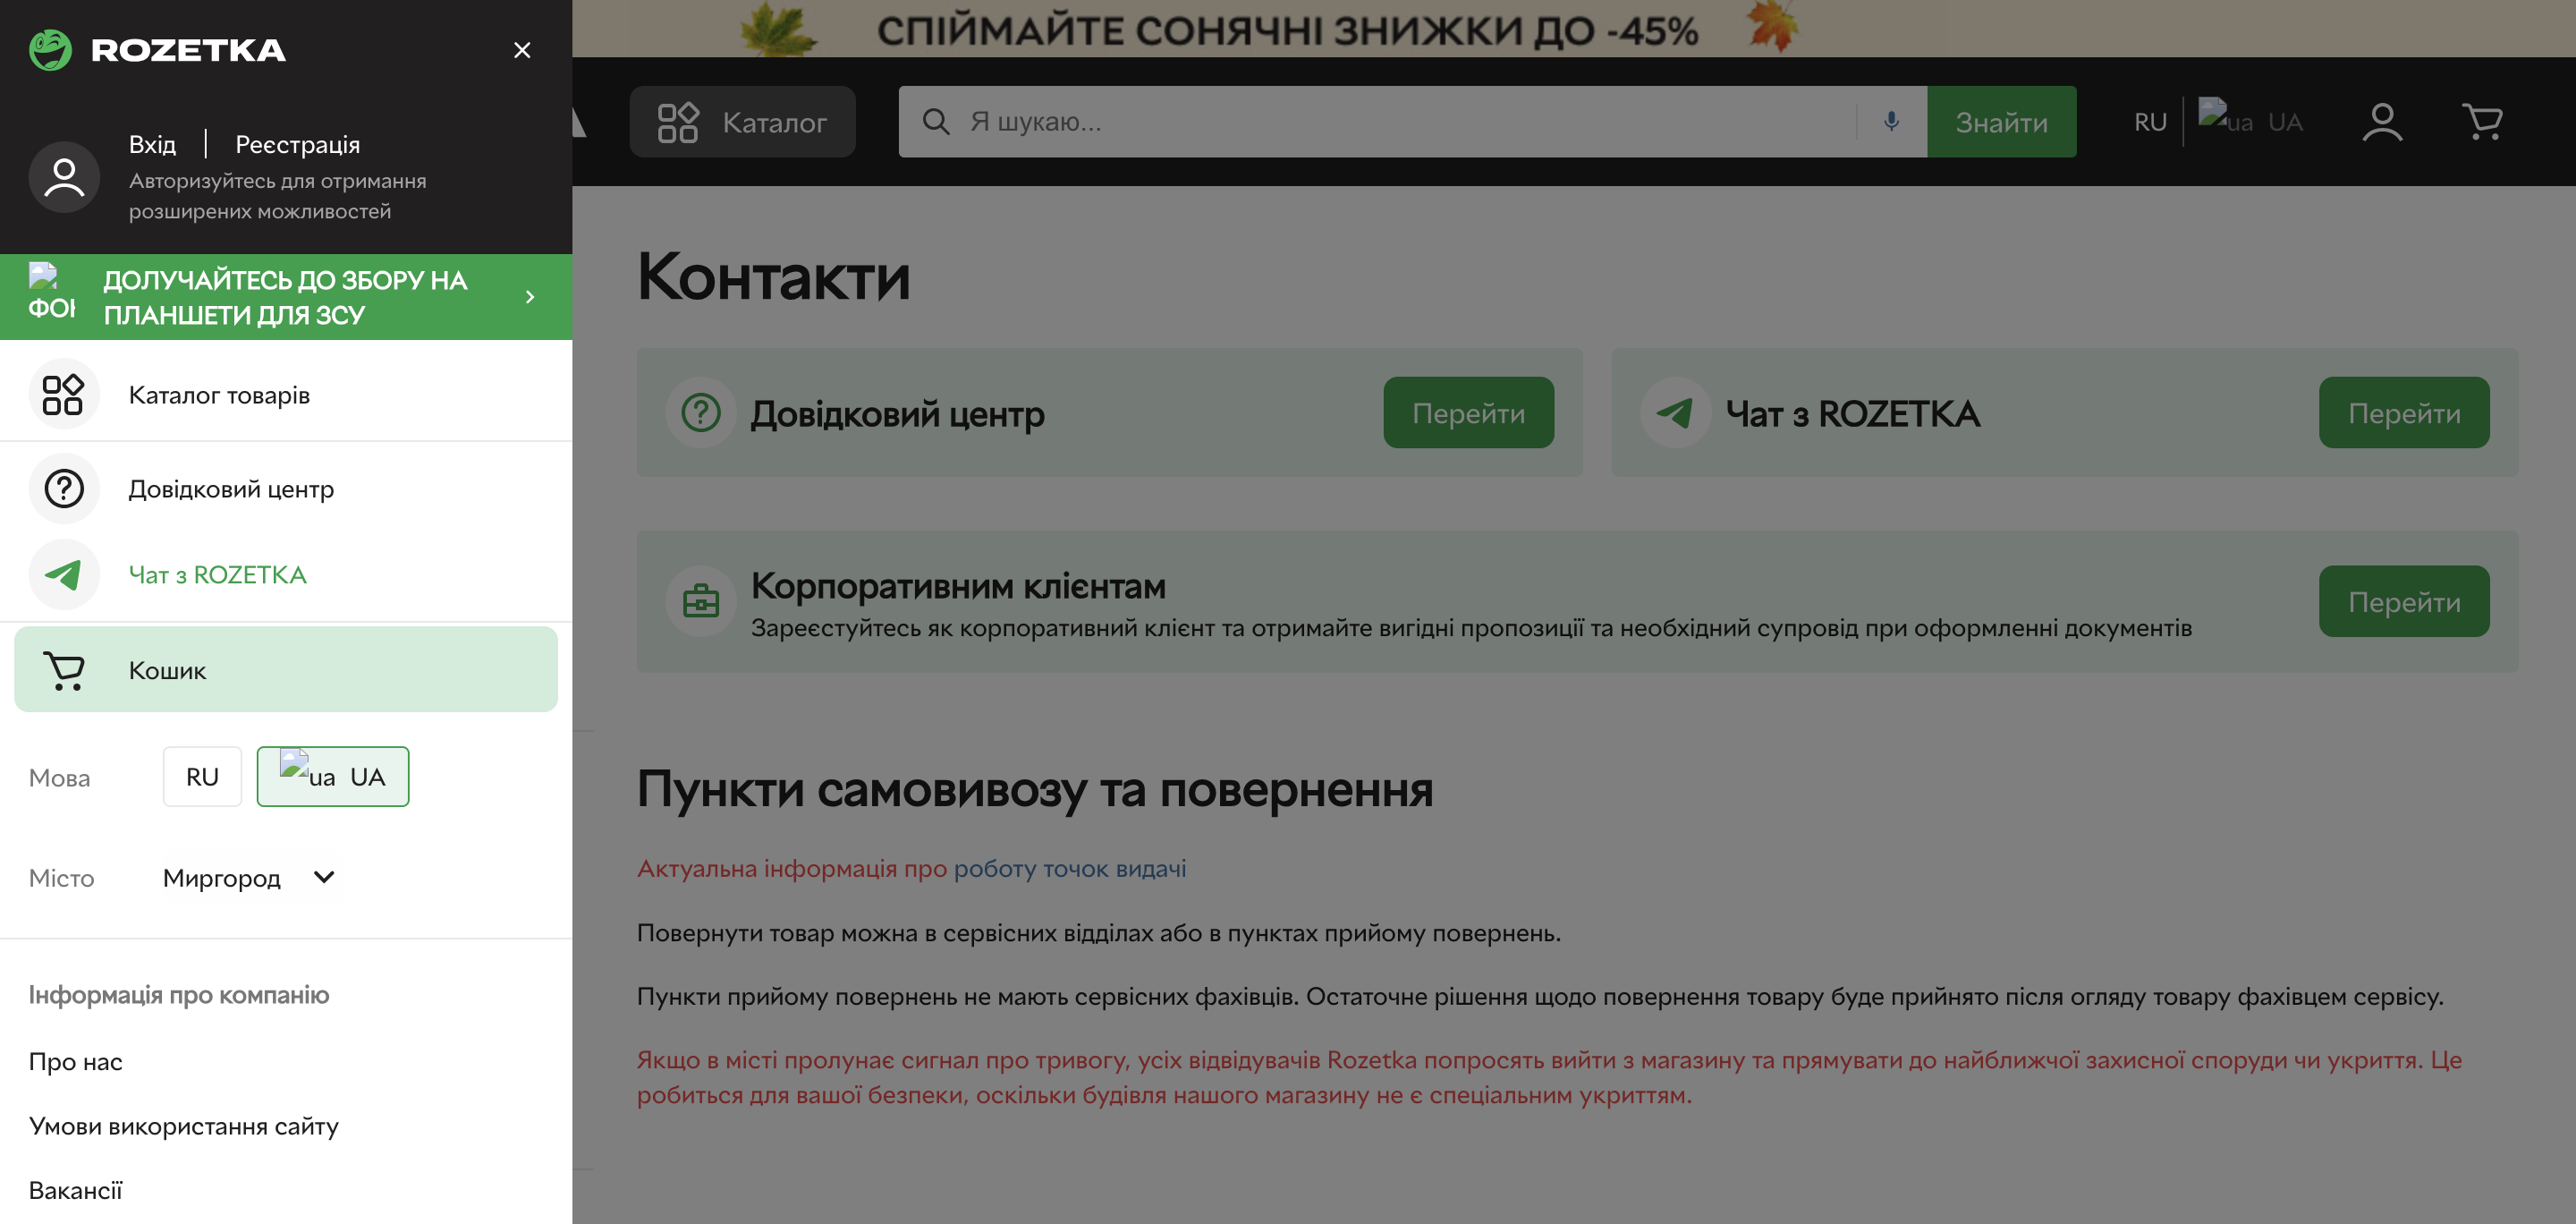 ROZETKA
Вхід
Реєстрація
Авторизуйтесь для отримання
розширених можливостей
ДОЛУЧАЙТЕСЬ ДО ЗБОРУ НА
ПЛАНШЕТИ ДЛЯ ЗСУ
Каталог товарів
Довідковий центр
Чат з ROZETKA
Кошик
Мова
RU
ua UA
Місто
Миргород
Інформація про компанію
Про нас
Умови використання сайту
Вакансії
СПІЙМАЙТЕ СОНЯЧНІ ЗНИЖКИ ДО -45%
Каталог
Я шукаю...
Знайти
RU
ua UA
Контакти
Довідковий центр
Перейти
Чат з ROZETKA
Перейти
Корпоративним клієнтам
Зареєстуйтесь як корпоративний клієнт та отримайте вигідні пропозиції та необхідний супровід при оформленні документів
Перейти
Пункти самовивозу та повернення
Актуальна інформація про роботу точок видачі
Повернути товар можна в сервісних відділах або в пунктах прийому повернень.
Пункти прийому повернень не мають сервісних фахівців. Остаточне рішення щодо повернення товару буде прийнято після огляду товару фахівцем сервісу.
Якщо в місті пролунає сигнал про тривогу, усіх відвідувачів Rozetka попросять вийти з магазину та прямувати до найближчої захисної споруди чи укриття. Це
робиться для вашої безпеки, оскільки будівля нашого магазину не є спеціальним укриттям.